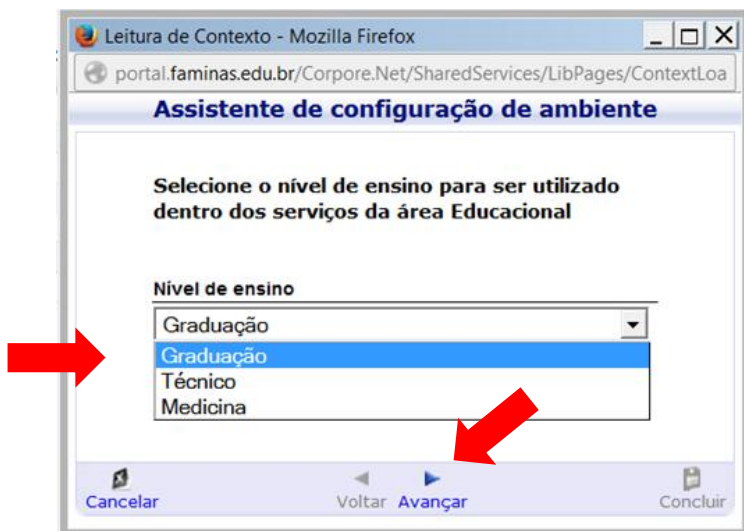 Leitura de Contexto - Mozilla Firefox
portal.faminas.edu.br/Corpore.Net/SharedServices/LibPages/ContextLoa
Assistente de configuração de ambiente
Selecione o nível de ensino para ser utilizado
dentro dos serviços da área Educacional
Nível de ensino
Graduação
Graduação
Técnico
Medicina
Cancelar Voltar Avançar Concluir